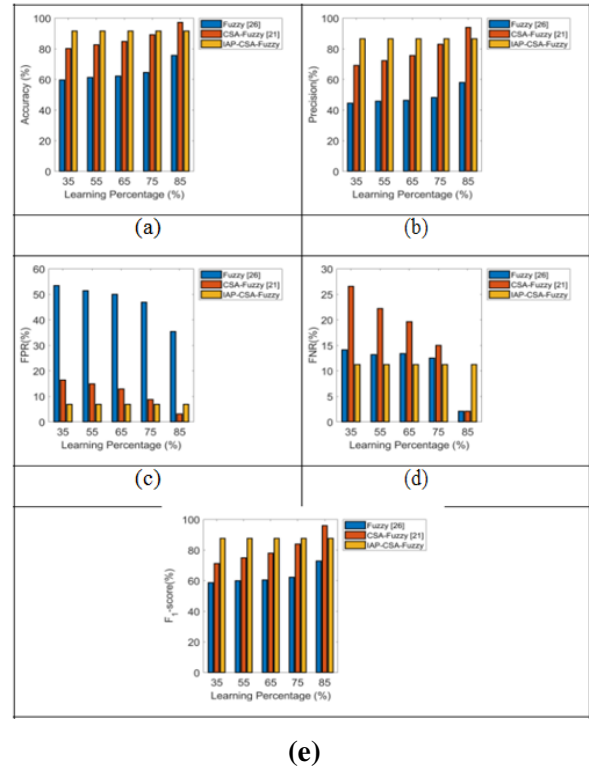 100
80
60
40
20
0
Accuracy (%)
35 55 65 75 85
Learning Percentage (%)
Fuzzy [26]
CSA-Fuzzy [21]
IAP-CSA-Fuzzy
(a)
100
80
60
40
20
0
Precision(%)
35 55 65 75 85
Learning Percentage (%)
Fuzzy [26]
CSA-Fuzzy [21]
IAP-CSA-Fuzzy
(b)
60
50
40
30
20
10
0
FPR(%)
35 55 65 75 85
Learning Percentage (%)
Fuzzy [26]
CSA-Fuzzy [21]
IAP-CSA-Fuzzy
(c)
30
25
20
15
10
5
0
FNR(%)
35 55 65 75 85
Learning Percentage (%)
Fuzzy [26]
CSA-Fuzzy [21]
IAP-CSA-Fuzzy
(d)
100
80
60
40
20
0
F1-score(%)
35 55 65 75 85
Learning Percentage (%)
Fuzzy [26]
CSA-Fuzzy [21]
IAP-CSA-Fuzzy
(e)